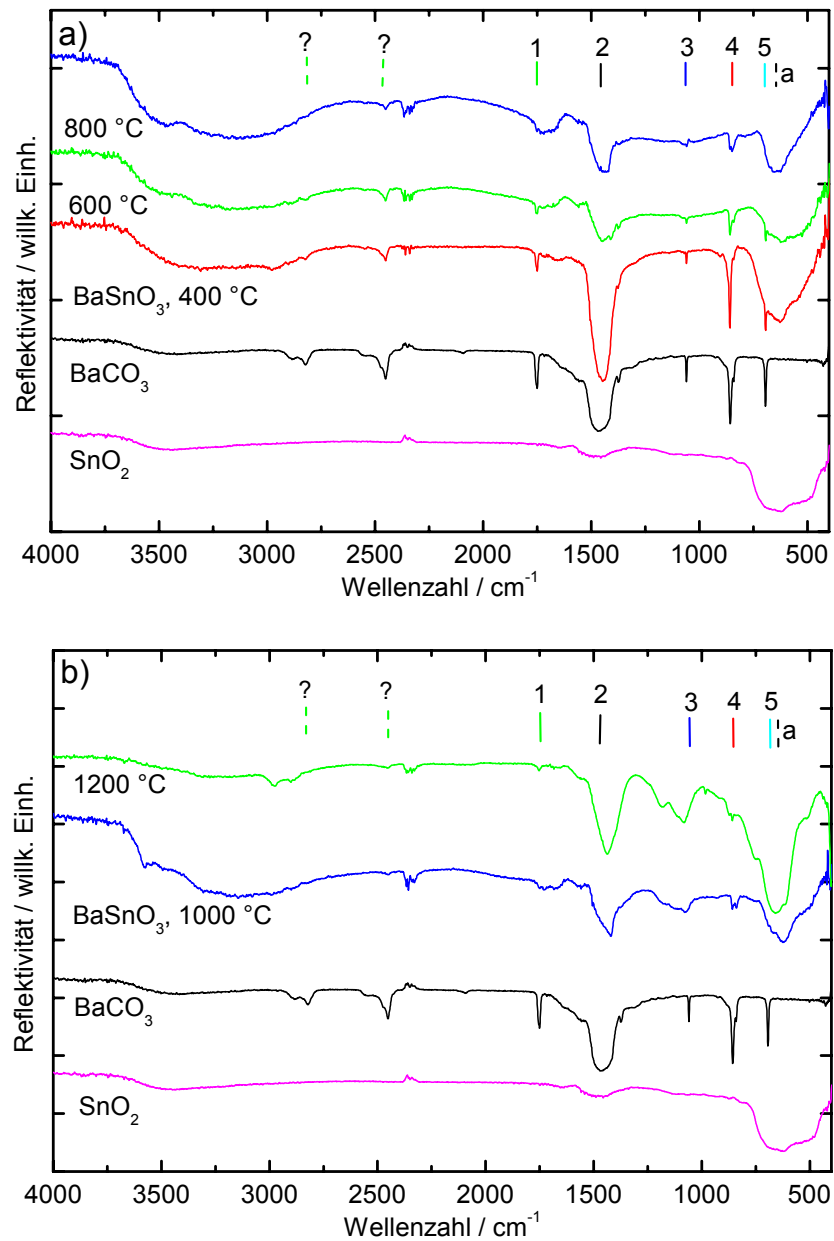 a)
? ? 1 2 3 4 5 a
800 °C
600 °C
BaSnO₃, 400 °C
BaCO₃
SnO₂
Reflektivität / willk. Einh.
4000 3500 3000 2500 2000 1500 1000 500
Wellenzahl / cm⁻¹
b)
? ? 1 2 3 4 5 a
1200 °C
BaSnO₃, 1000 °C
BaCO₃
SnO₂
Reflektivität / willk. Einh.
4000 3500 3000 2500 2000 1500 1000 500
Wellenzahl / cm⁻¹